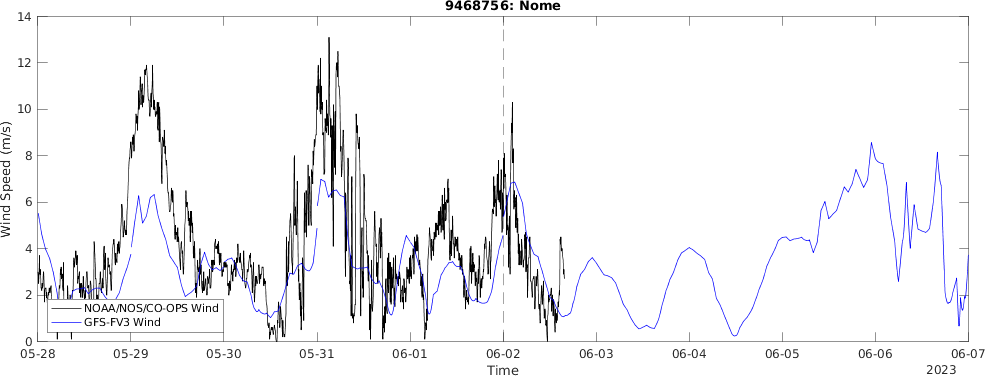 9468756: Nome
14
12
10
8
6
4
2
0
Wind Speed (m/s)
NOAA/NOS/CO-OPS Wind
GFS-FV3 Wind
05-28 05-29 05-30 05-31 06-01 06-02 06-03 06-04 06-05 06-06 06-07
Time
2023